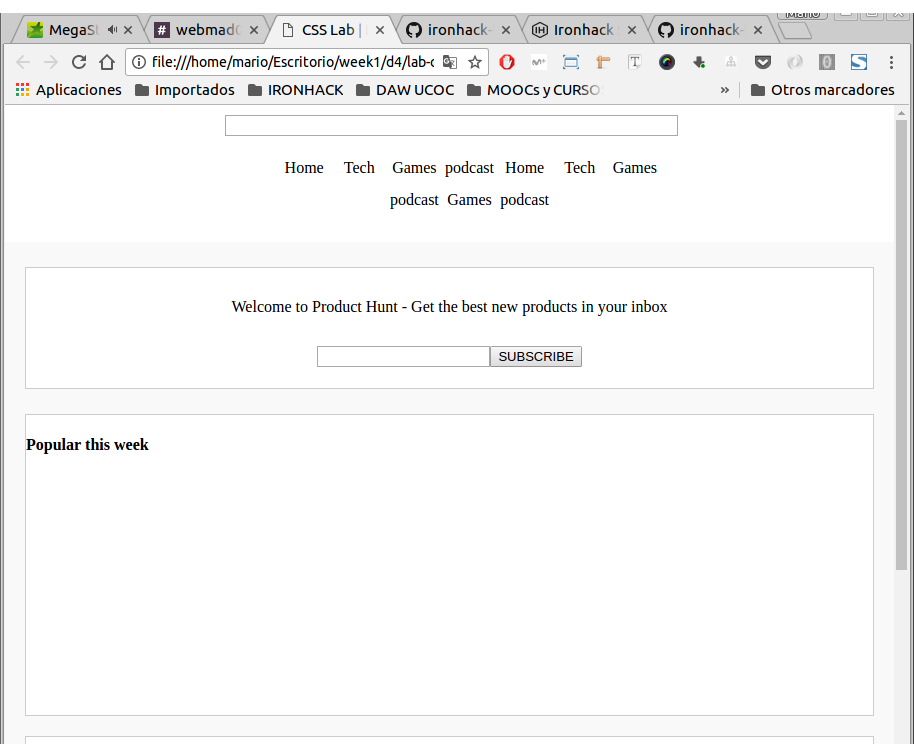 Mario
MegaSt webmad CSS Lab | ironhack- Ironhack ironhack-
file:///home/mario/Escritorio/week1/d4/lab-c
Aplicaciones Importados IRONHACK DAW UCOC MOOCs y CURSO » Otros marcadores
Home Tech Games podcast Home Tech Games
podcast Games podcast
Welcome to Product Hunt - Get the best new products in your inbox
SUBSCRIBE
Popular this week